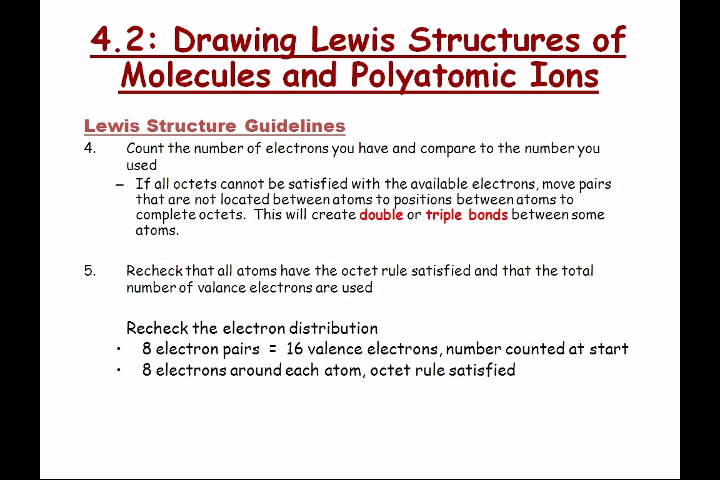 4.2: Drawing Lewis Structures of
Molecules and Polyatomic Ions
Lewis Structure Guidelines
4. Count the number of electrons you have and compare to the number you
used
– If all octets cannot be satisfied with the available electrons, move pairs
that are not located between atoms to positions between atoms to
complete octets. This will create double or triple bonds between some
atoms.
5. Recheck that all atoms have the octet rule satisfied and that the total
number of valance electrons are used
Recheck the electron distribution
• 8 electron pairs = 16 valence electrons, number counted at start
• 8 electrons around each atom, octet rule satisfied